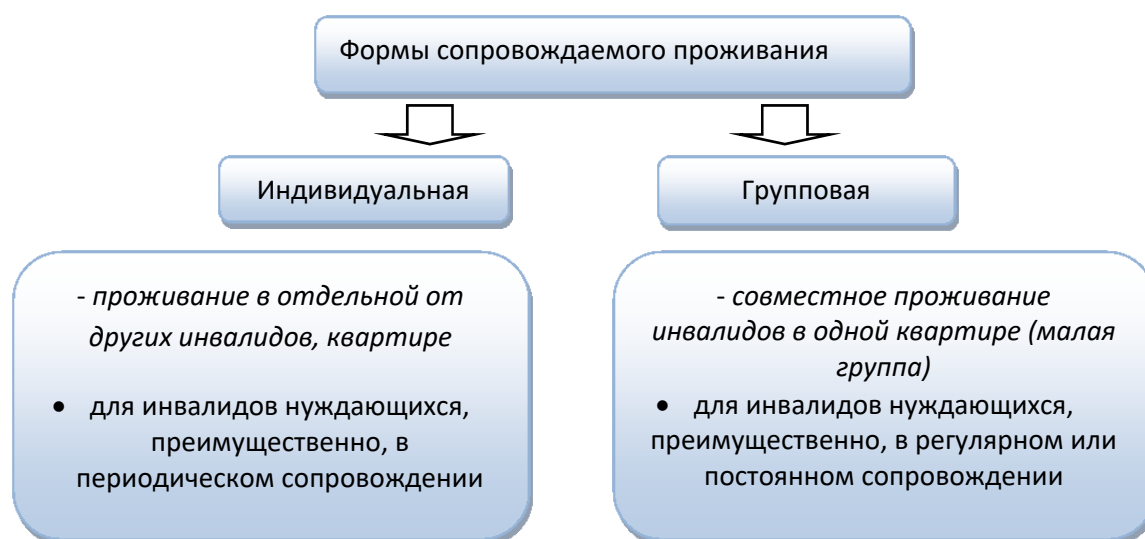 Формы сопровождаемого проживания
Индивидуальная
Групповая
- проживание в отдельной от
других инвалидов, квартире
• для инвалидов нуждающихся,
преимущественно, в
периодическом сопровождении
- совместное проживание
инвалидов в одной квартире (малая
группа)
• для инвалидов нуждающихся,
преимущественно, в регулярном или
постоянном сопровождении